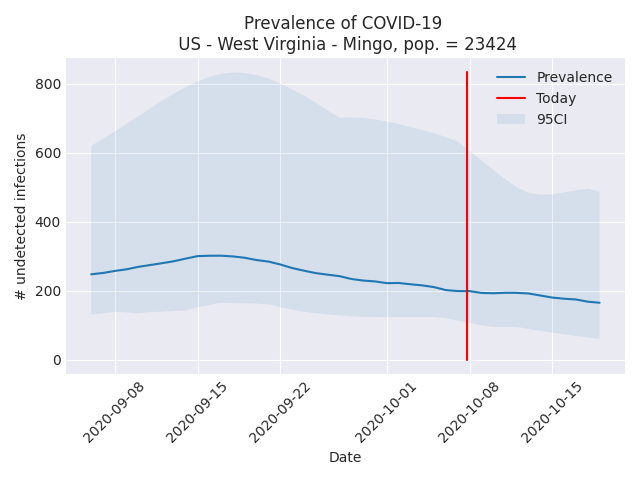 Prevalence of COVID-19
US - West Virginia - Mingo, pop. = 23424
Prevalence
Today
95CI
# undetected infections
800
600
400
200
0
2020-09-08
2020-09-15
2020-09-22
2020-10-01
2020-10-08
2020-10-15
Date